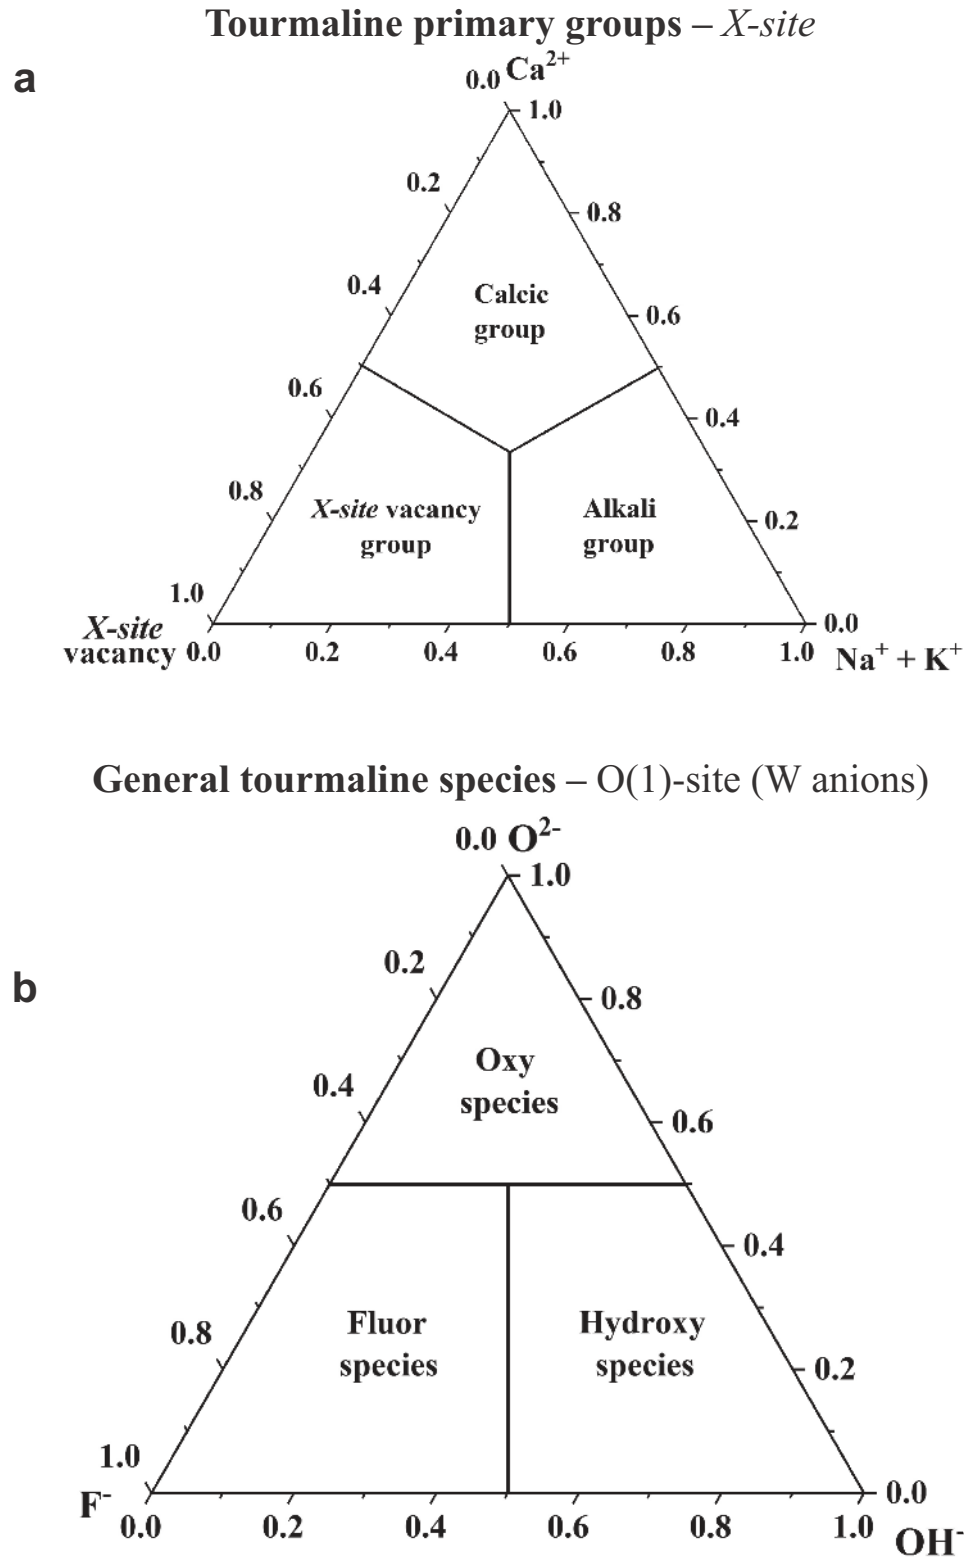 Tourmaline primary groups – X-site
a
0.0 Ca2+
1.0
0.2
0.8
0.4
Calcic
group
0.6
0.6
0.4
0.8
X-site vacancy
group
Alkali
group
0.2
1.0
X-site
vacancy
0.0
0.0 0.2 0.4 0.6 0.8 1.0
Na+ + K+
General tourmaline species – O(1)-site (W anions)
b
0.0 O2-
1.0
0.2
0.8
Oxy
species
0.4
0.6
0.6
0.4
Fluor
species
Hydroxy
species
0.8
0.2
1.0
F-
0.0
0.0 0.2 0.4 0.6 0.8 1.0
OH-